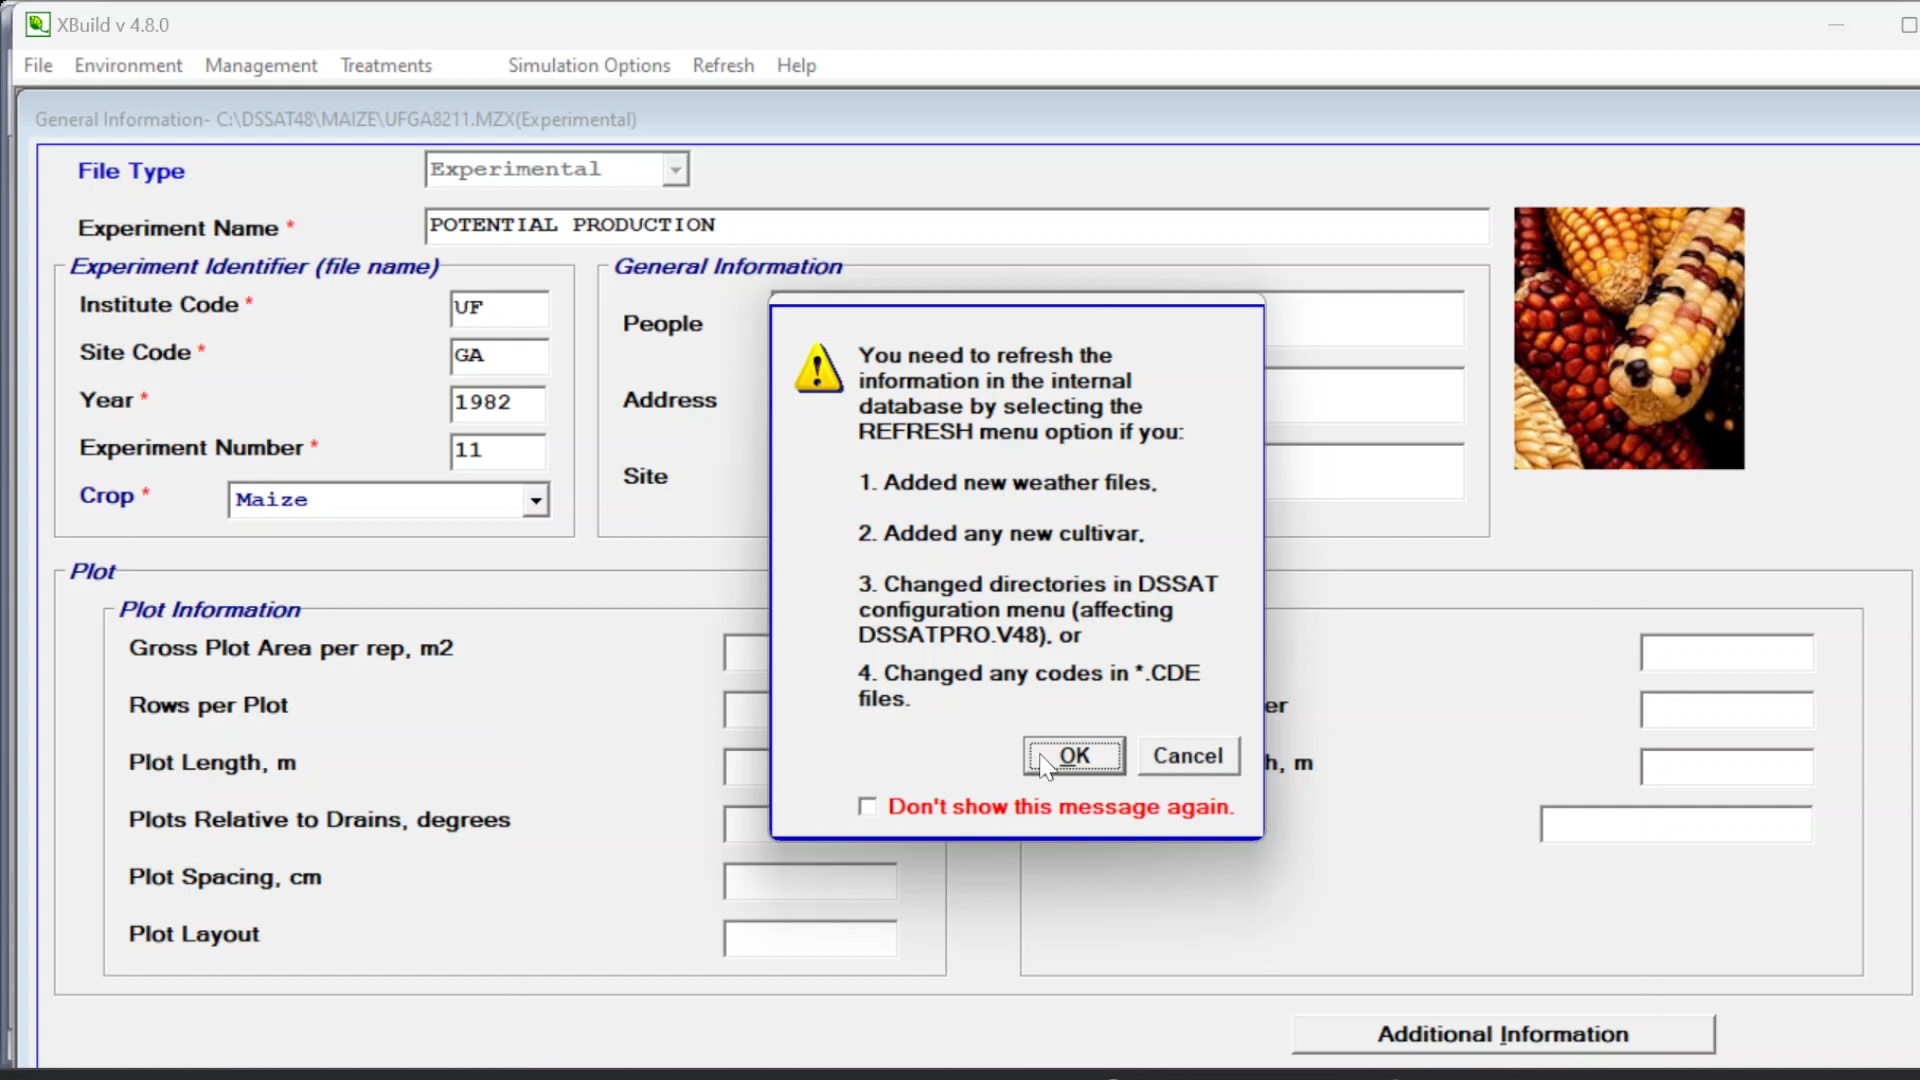 XBuild v 4.8.0
File Environment Management Treatments Simulation Options Refresh Help
General Information- C:\DSSAT48\MAIZE\UFGA8211.MZX(Experimental)
File Type Experimental
Experiment Name * POTENTIAL PRODUCTION
Experiment Identifier (file name)
Institute Code * UF
Site Code * GA
Year * 1982
Experiment Number * 11
Crop * Maize
General Information
People
Address
Site
You need to refresh the
information in the internal
database by selecting the
REFRESH menu option if you:
1. Added new weather files,
2. Added any new cultivar,
3. Changed directories in DSSAT
configuration menu (affecting
DSSATPRO.V48), or
4. Changed any codes in *.CDE
files.
OK Cancel
Don't show this message again.
Plot
Plot Information
Gross Plot Area per rep, m2
Rows per Plot
Plot Length, m
Plots Relative to Drains, degrees
Plot Spacing, cm
Plot Layout
er
h, m
Additional Information